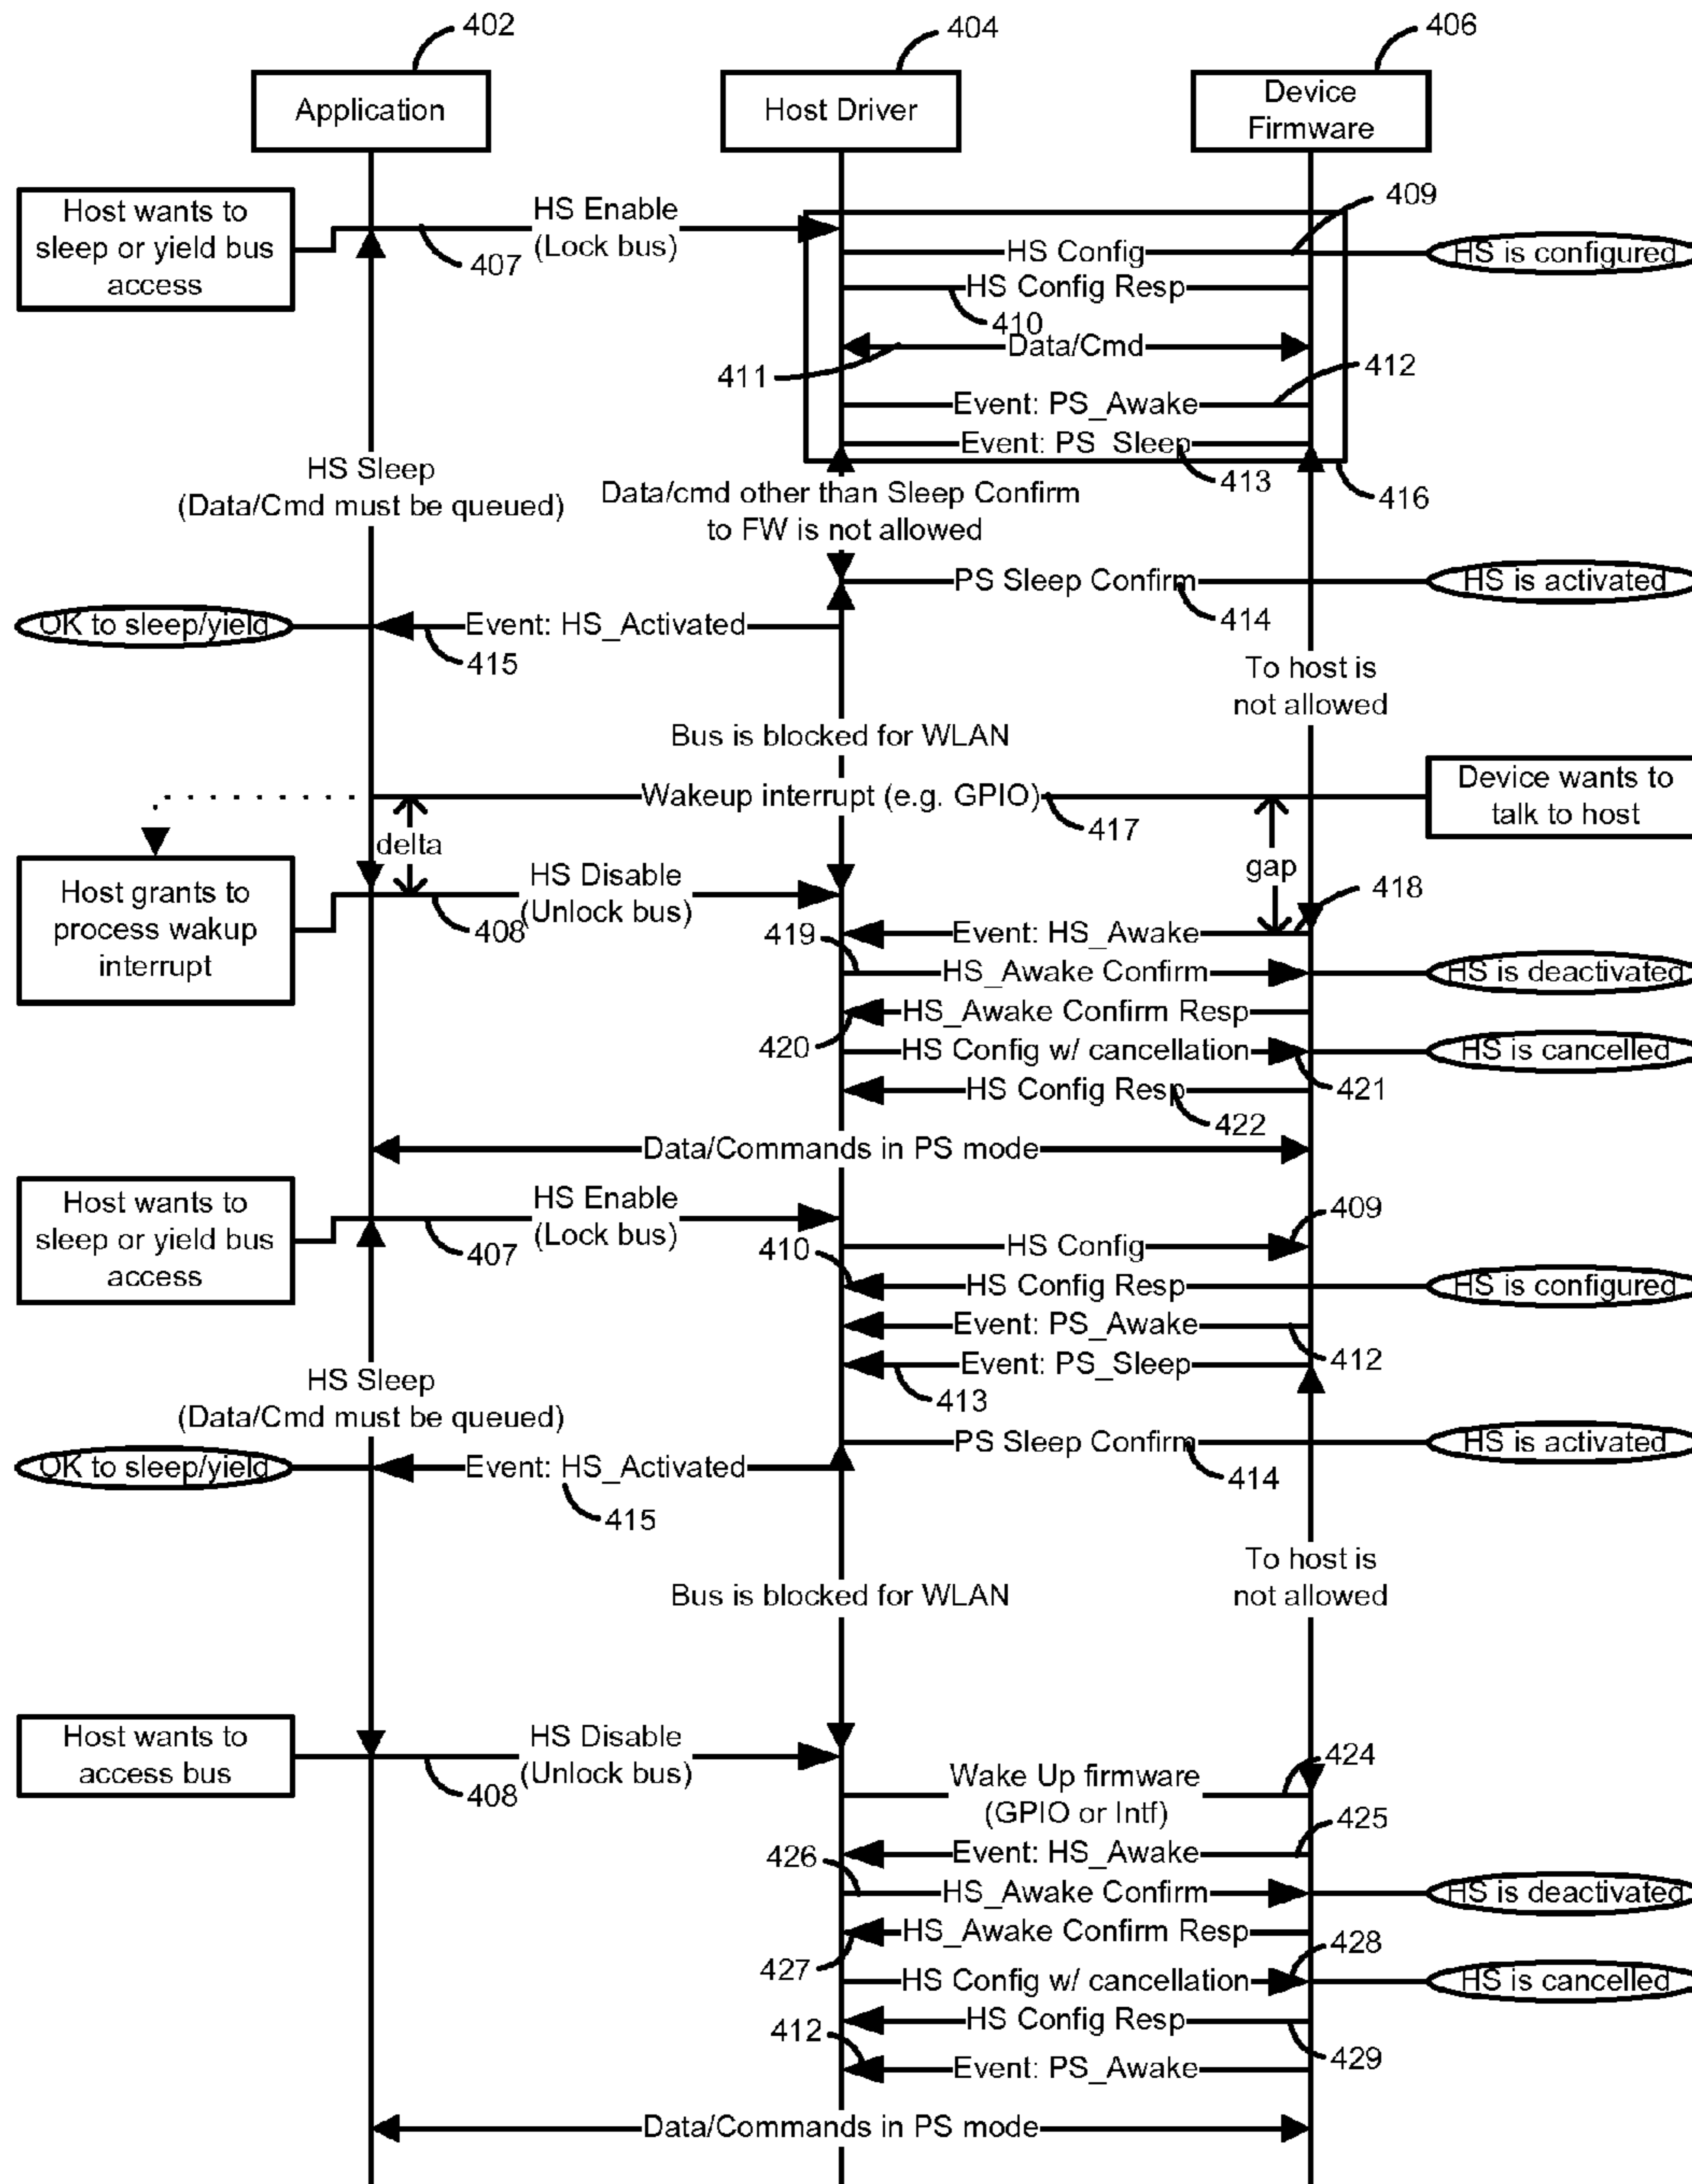 402
404
406
Application
Host Driver
Device
Firmware
Host wants to
sleep or yield bus
access
HS Enable
(Lock bus)
407
409
HS Config
HS is configured
HS Config Resp
410
Data/Cmd
411
412
Event: PS_Awake
Event: PS_Sleep
413
416
HS Sleep
(Data/Cmd must be queued)
Data/cmd other than Sleep Confirm
to FW is not allowed
PS Sleep Confirm
HS is activated
414
OK to sleep/yield
Event: HS_Activated
415
To host is
not allowed
Bus is blocked for WLAN
Wakeup interrupt (e.g. GPIO)
417
Device wants to
talk to host
delta
gap
Host grants to
process wakup
interrupt
HS Disable
(Unlock bus)
408
418
419
Event: HS_Awake
HS_Awake Confirm
HS is deactivated
HS_Awake Confirm Resp
420
HS Config w/ cancellation
HS is cancelled
421
HS Config Resp
422
Data/Commands in PS mode
Host wants to
sleep or yield bus
access
HS Enable
(Lock bus)
407
409
410
HS Config
HS Config Resp
HS is configured
Event: PS_Awake
412
Event: PS_Sleep
413
HS Sleep
(Data/Cmd must be queued)
PS Sleep Confirm
HS is activated
414
OK to sleep/yield
Event: HS_Activated
415
To host is
not allowed
Bus is blocked for WLAN
Host wants to
access bus
HS Disable
(Unlock bus)
408
Wake Up firmware
(GPIO or Intf)
424
425
Event: HS_Awake
426
HS_Awake Confirm
HS is deactivated
HS_Awake Confirm Resp
427
428
HS Config w/ cancellation
HS is cancelled
HS Config Resp
429
412
Event: PS_Awake
Data/Commands in PS mode